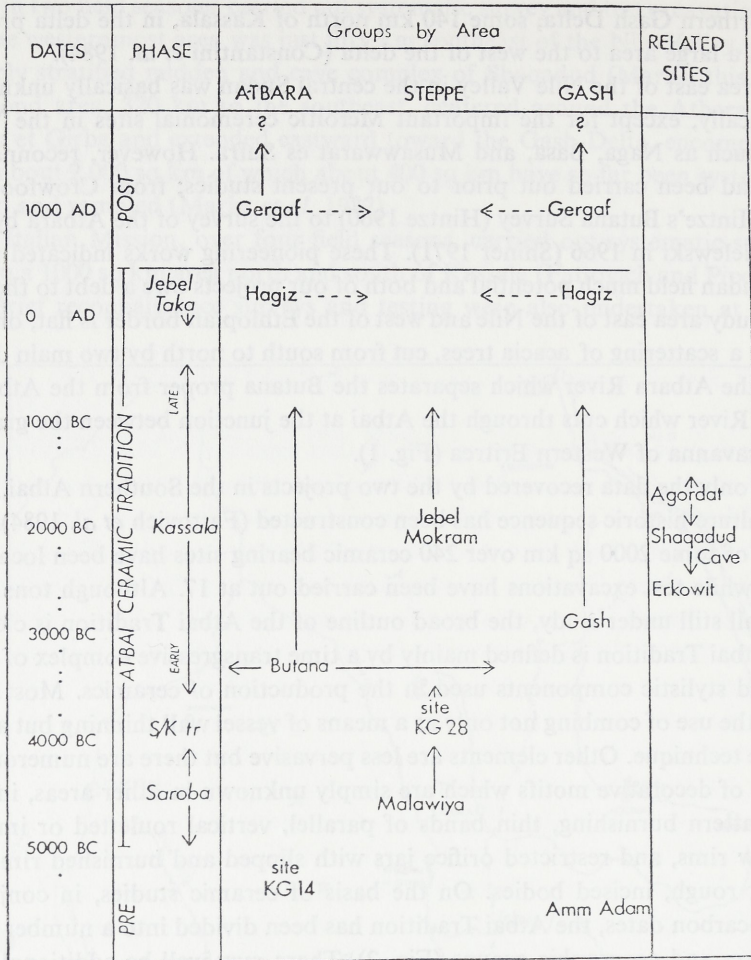 DATES PHASE Groups by Area RELATED SITES
ATBARA STEPPE GASH
? ?
POST
1000 AD Gergaf Gergaf
Jebel Taka Hagiz Hagiz
0 AD
LATE
1000 BC
ATBAI CERAMIC TRADITION
Agordat
2000 BC Kassala Jebel Mokram Shaqadud Cave
Erkowit
3000 BC Gash
EARLY Butana
site KG 28
4000 BC S/K tr
Saroba Malawiya
5000 BC
site KG 14
PRE Amm Adam